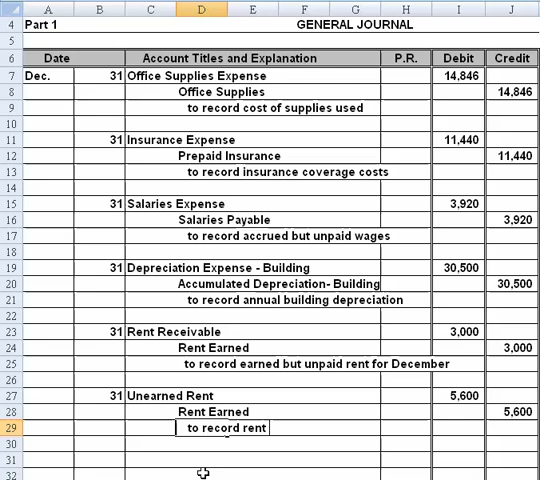 A B C D E F G H I J
4 Part 1 GENERAL JOURNAL
5
6 Date Account Titles and Explanation P.R. Debit Credit
7 Dec. 31 Office Supplies Expense 14,846
8 Office Supplies 14,846
9 to record cost of supplies used
10
11 31 Insurance Expense 11,440
12 Prepaid Insurance 11,440
13 to record insurance coverage costs
14
15 31 Salaries Expense 3,920
16 Salaries Payable 3,920
17 to record accrued but unpaid wages
18
19 31 Depreciation Expense - Building 30,500
20 Accumulated Depreciation- Building 30,500
21 to record annual building depreciation
22
23 31 Rent Receivable 3,000
24 Rent Earned 3,000
25 to record earned but unpaid rent for December
26
27 31 Unearned Rent 5,600
28 Rent Earned 5,600
29 to record rent
30
31
32